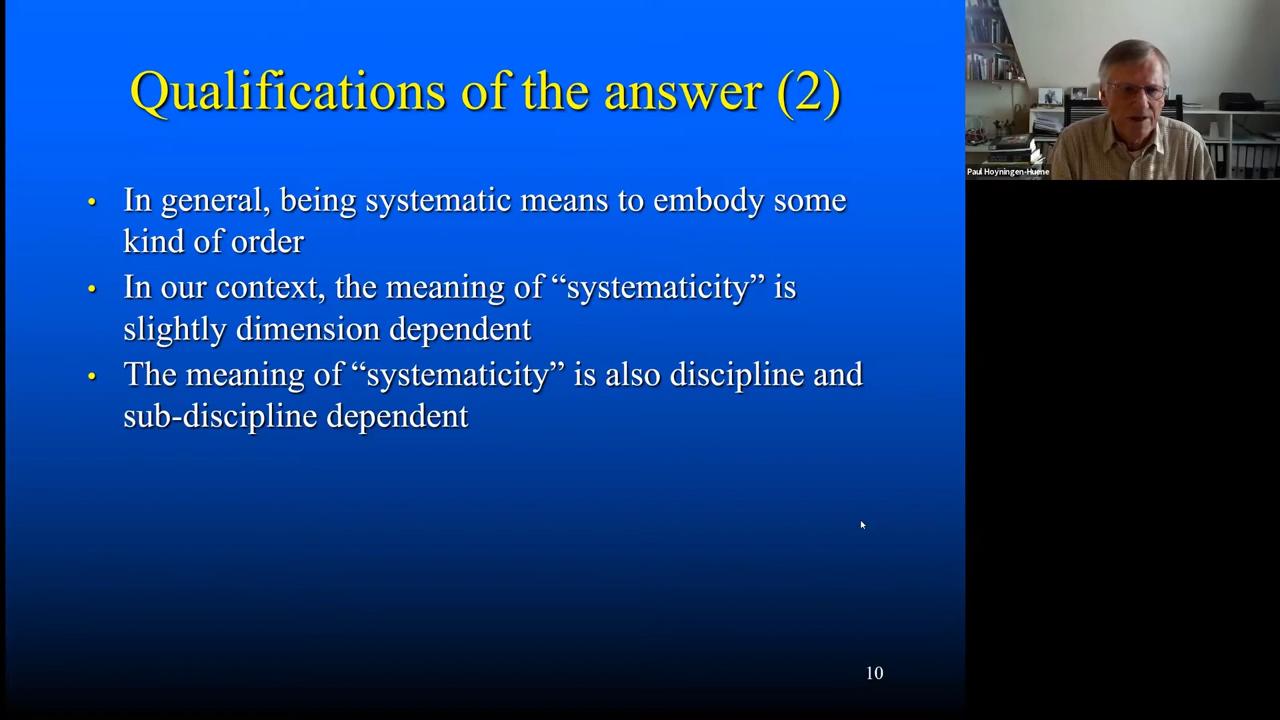 Qualifications of the answer (2)
• In general, being systematic means to embody some
kind of order
• In our context, the meaning of “systematicity” is
slightly dimension dependent
• The meaning of “systematicity” is also discipline and
sub-discipline dependent
10
Paul Hoyningen-Huene